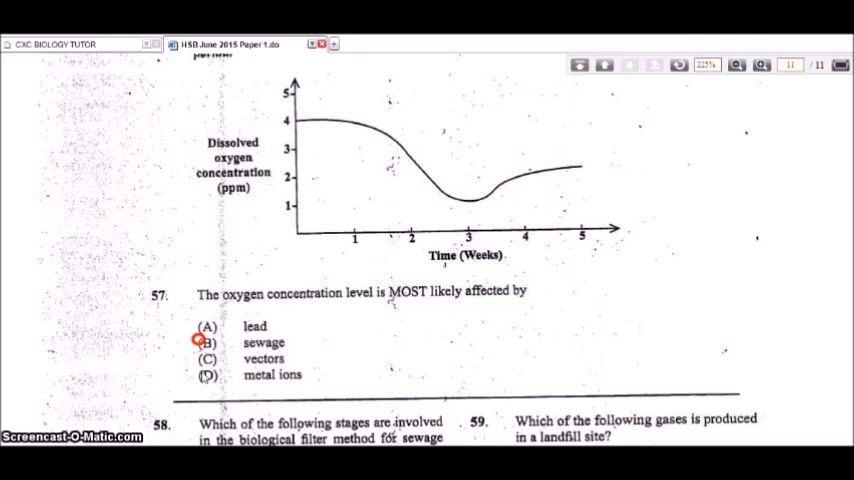 CXC BIOLOGY TUTOR
HSB June 2015 Paper 1.do
225%
11 / 11
5
4
3
2
1
Dissolved
oxygen
concentration
(ppm)
1 2 3 4 5
Time (Weeks)
57. The oxygen concentration level is MOST likely affected by
(A) lead
(B) sewage
(C) vectors
(D) metal ions
58. Which of the following stages are involved
in the biological filter method for sewage
59. Which of the following gases is produced
in a landfill site?
Screencast-O-Matic.com